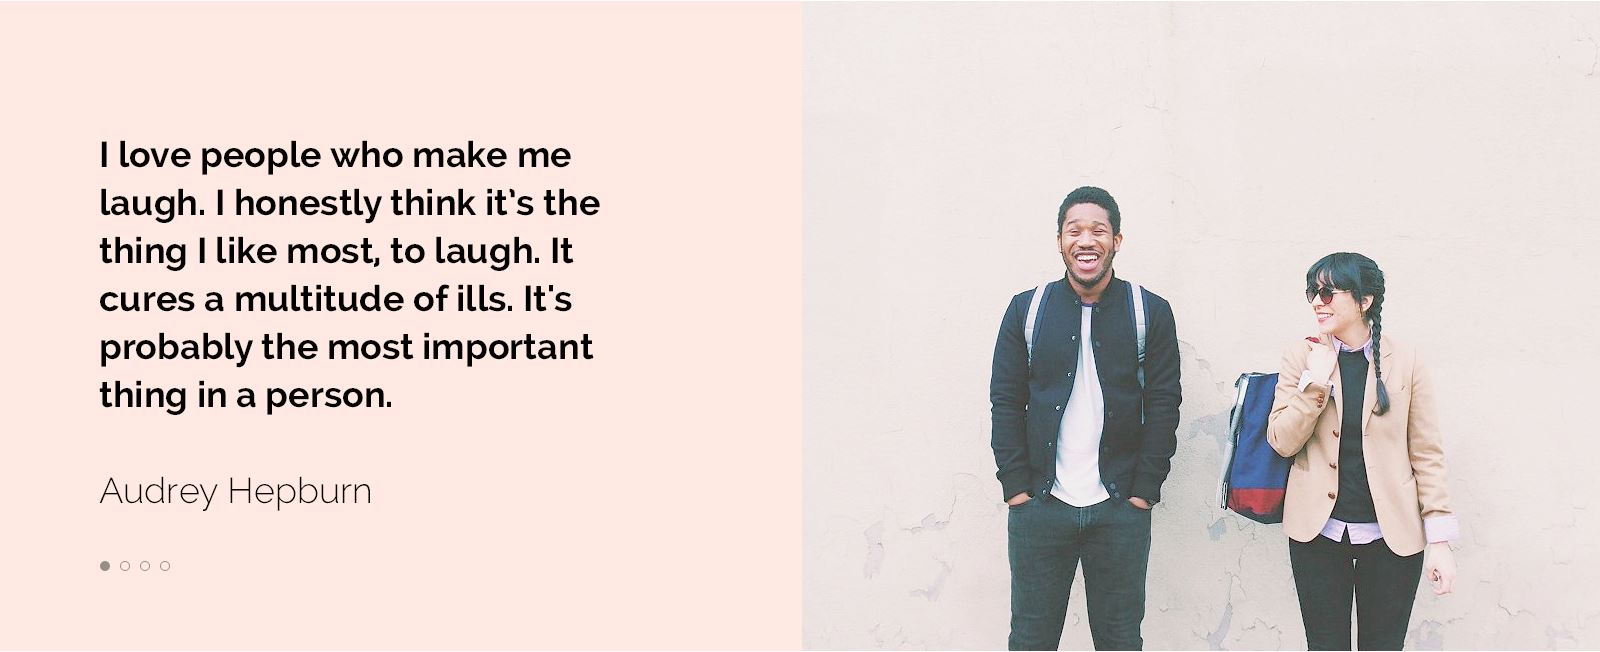 I love people who make me
laugh. I honestly think it’s the
thing I like most, to laugh. It
cures a multitude of ills. It's
probably the most important
thing in a person.
Audrey Hepburn